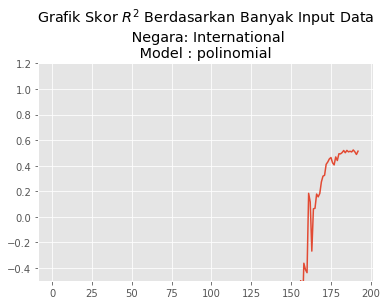 Grafik Skor $R^2$ Berdasarkan Banyak Input Data
Negara: International
Model : polinomial
1.2
1.0
0.8
0.6
0.4
0.2
0.0
−0.2
−0.4
0 25 50 75 100 125 150 175 200